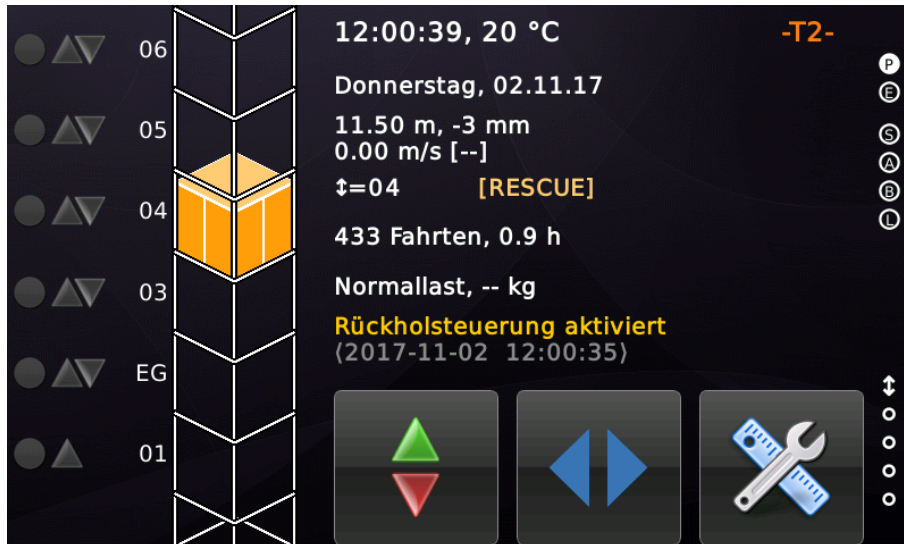 06
05
04
03
EG
01
12:00:39, 20 °C
-T2-
Donnerstag, 02.11.17
11.50 m, -3 mm
0.00 m/s [--]
↕=04 [RESCUE]
433 Fahrten, 0.9 h
Normallast, -- kg
Rückholsteuerung aktiviert
⟨2017-11-02 12:00:35⟩
P
E
S
A
B
L